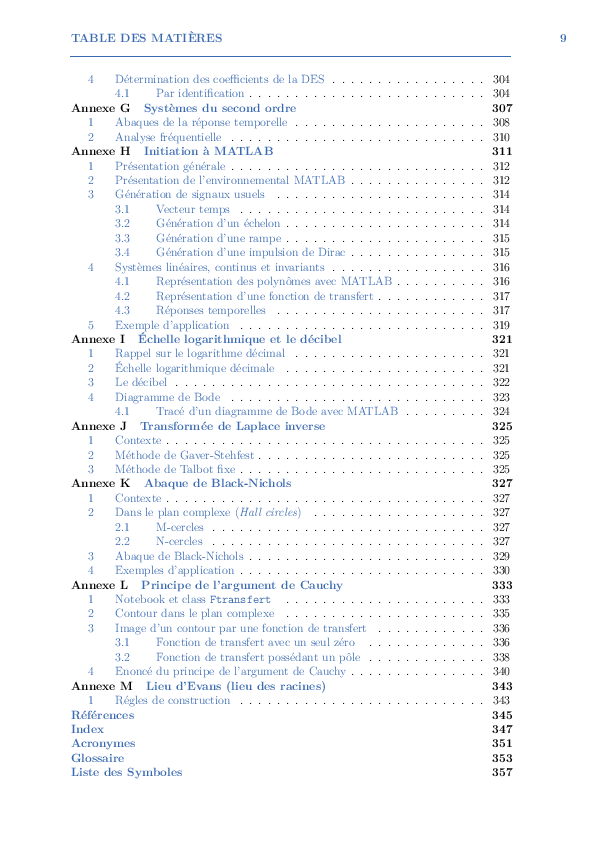 TABLE DES MATIÈRES 9
4 Détermination des coefficients de la DES . . . . . . . . . . . . . . . . . 304
4.1 Par identification . . . . . . . . . . . . . . . . . . . . . . . . . . 304
Annexe G Systèmes du second ordre 307
1 Abaques de la réponse temporelle . . . . . . . . . . . . . . . . . . . . . 308
2 Analyse fréquentielle . . . . . . . . . . . . . . . . . . . . . . . . . . . . 310
Annexe H Initiation à MATLAB 311
1 Présentation générale . . . . . . . . . . . . . . . . . . . . . . . . . . . . 312
2 Présentation de l'environnemental MATLAB . . . . . . . . . . . . . . . 312
3 Génération de signaux usuels . . . . . . . . . . . . . . . . . . . . . . . 314
3.1 Vecteur temps . . . . . . . . . . . . . . . . . . . . . . . . . . . 314
3.2 Génération d'un échelon . . . . . . . . . . . . . . . . . . . . . . 314
3.3 Génération d'une rampe . . . . . . . . . . . . . . . . . . . . . . 315
3.4 Génération d'une impulsion de Dirac . . . . . . . . . . . . . . . 315
4 Systèmes linéaires, continus et invariants . . . . . . . . . . . . . . . . . 316
4.1 Représentation des polynômes avec MATLAB . . . . . . . . . . 316
4.2 Représentation d'une fonction de transfert . . . . . . . . . . . . 317
4.3 Réponses temporelles . . . . . . . . . . . . . . . . . . . . . . . 317
5 Exemple d'application . . . . . . . . . . . . . . . . . . . . . . . . . . . 319
Annexe I Échelle logarithmique et le décibel 321
1 Rappel sur le logarithme décimal . . . . . . . . . . . . . . . . . . . . . 321
2 Échelle logarithmique décimale . . . . . . . . . . . . . . . . . . . . . . 321
3 Le décibel . . . . . . . . . . . . . . . . . . . . . . . . . . . . . . . . . . 322
4 Diagramme de Bode . . . . . . . . . . . . . . . . . . . . . . . . . . . . 323
4.1 Tracé d'un diagramme de Bode avec MATLAB . . . . . . . . . 324
Annexe J Transformée de Laplace inverse 325
1 Contexte . . . . . . . . . . . . . . . . . . . . . . . . . . . . . . . . . . . 325
2 Méthode de Gaver-Stehfest . . . . . . . . . . . . . . . . . . . . . . . . . 325
3 Méthode de Talbot fixe . . . . . . . . . . . . . . . . . . . . . . . . . . . 325
Annexe K Abaque de Black-Nichols 327
1 Contexte . . . . . . . . . . . . . . . . . . . . . . . . . . . . . . . . . . . 327
2 Dans le plan complexe (Hall circles) . . . . . . . . . . . . . . . . . . . 327
2.1 M-cercles . . . . . . . . . . . . . . . . . . . . . . . . . . . . . . 327
2.2 N-cercles . . . . . . . . . . . . . . . . . . . . . . . . . . . . . . 327
3 Abaque de Black-Nichols . . . . . . . . . . . . . . . . . . . . . . . . . . 329
4 Exemples d'application . . . . . . . . . . . . . . . . . . . . . . . . . . . 330
Annexe L Principe de l'argument de Cauchy 333
1 Notebook et class Ftransfert . . . . . . . . . . . . . . . . . . . . . . 333
2 Contour dans le plan complexe . . . . . . . . . . . . . . . . . . . . . . 335
3 Image d'un contour par une fonction de transfert . . . . . . . . . . . . 336
3.1 Fonction de transfert avec un seul zéro . . . . . . . . . . . . . 336
3.2 Fonction de transfert possédant un pôle . . . . . . . . . . . . . 338
4 Enoncé du principe de l'argument de Cauchy . . . . . . . . . . . . . . . 340
Annexe M Lieu d'Evans (lieu des racines) 343
1 Régles de construction . . . . . . . . . . . . . . . . . . . . . . . . . . . 343
Références 345
Index 347
Acronymes 351
Glossaire 353
Liste des Symboles 357